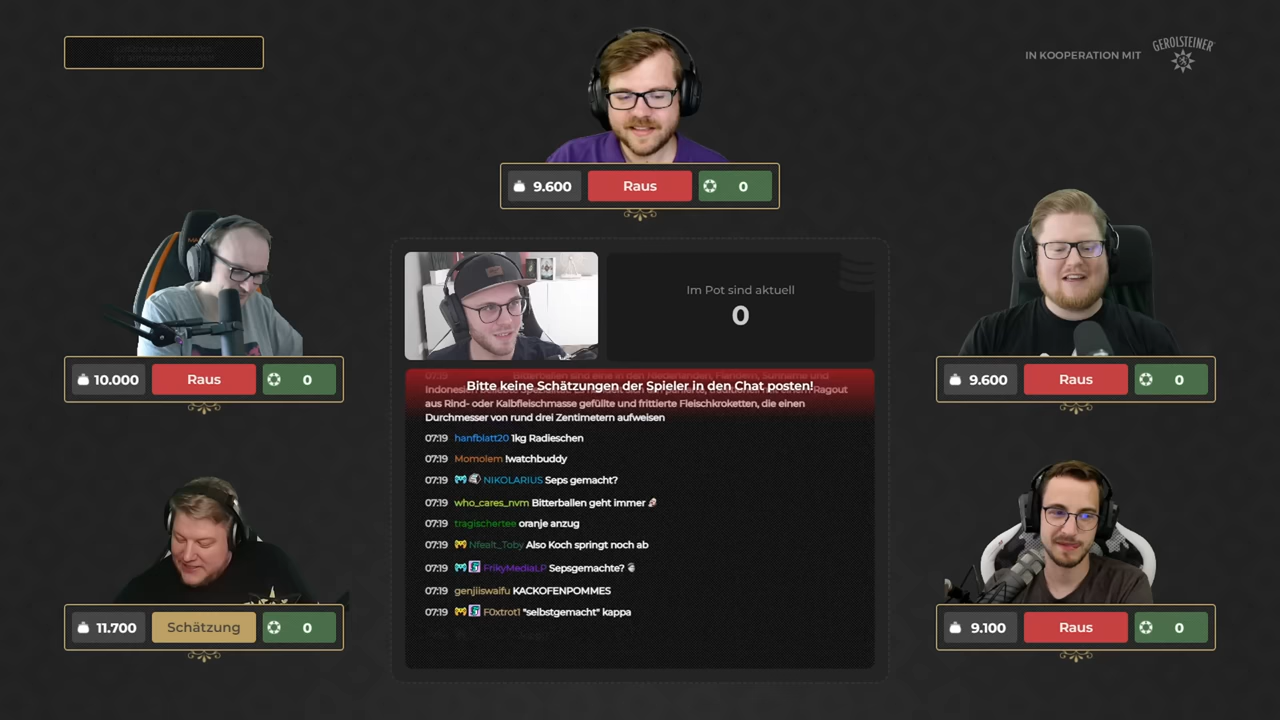 IN KOOPERATION MIT
GEROLSTEINER
9.600 Raus 0
10.000 Raus 0
Im Pot sind aktuell
0
9.600 Raus 0
Bitte keine Schätzungen der Spieler in den Chat posten!
aus Rind- oder Kalbfleischmasse gefüllte und frittierte Fleischkroketten, die einen
Durchmesser von rund drei Zentimetern aufweisen
07:19 hanfblatt20 1kg Radieschen
07:19 Momolem !watchbuddy
07:19 NIKOLARIUS Seps gemacht?
07:19 who_cares_nvm Bitterballen geht immer
07:19 tragischertee oranje anzug
07:19 Nfealt_Toby Also Koch springt noch ab
07:19 FrikyMediaLP Sepsgemachte?
07:19 genjiiswaifu KACKOFENPOMMES
07:19 F0xtrot1 "selbstgemacht" kappa
11.700 Schätzung 0
9.100 Raus 0